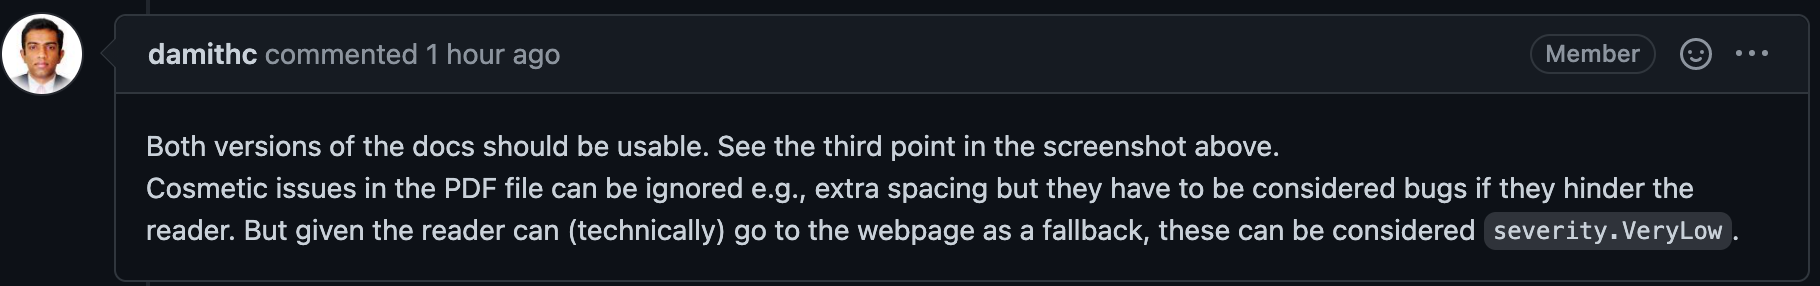 damithc commented 1 hour ago
Member
Both versions of the docs should be usable. See the third point in the screenshot above.
Cosmetic issues in the PDF file can be ignored e.g., extra spacing but they have to be considered bugs if they hinder the
reader. But given the reader can (technically) go to the webpage as a fallback, these can be considered severity.VeryLow.